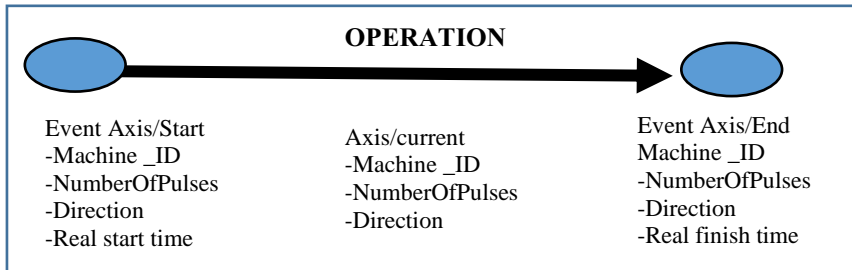 OPERATION
Event Axis/Start
-Machine _ID
-NumberOfPulses
-Direction
-Real start time
Axis/current
-Machine _ID
-NumberOfPulses
-Direction
Event Axis/End
Machine _ID
-NumberOfPulses
-Direction
-Real finish time